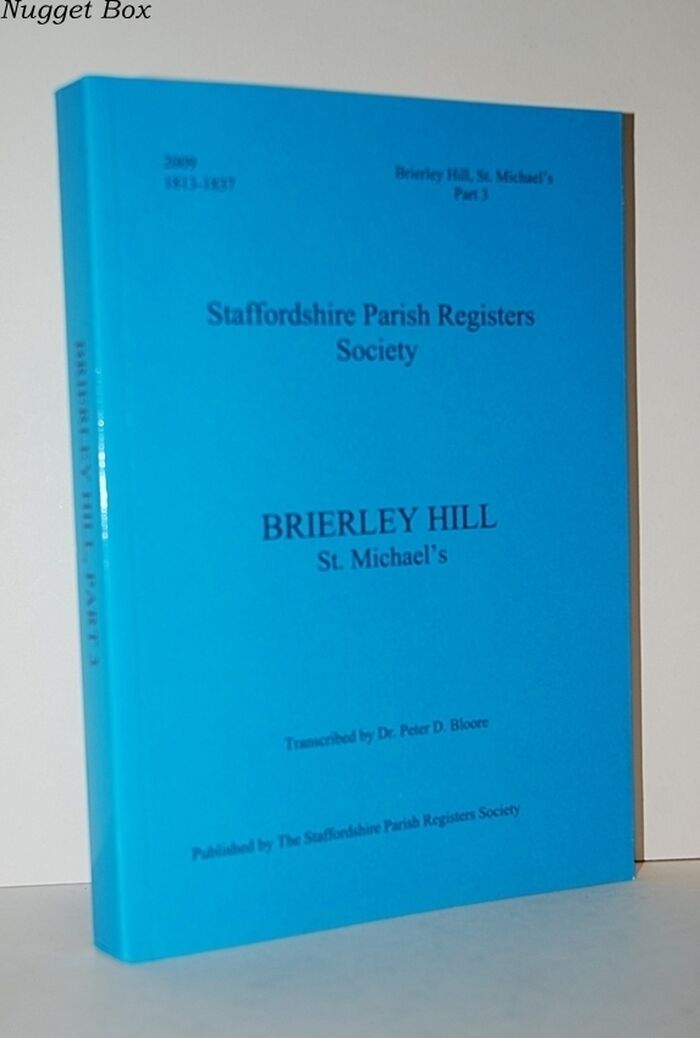 Nugget Box
2009
1813-1837
Brierley Hill, St. Michael's
Part 3
Staffordshire Parish Registers
Society
BRIERLEY HILL
St. Michael's
Transcribed by Dr. Peter D. Bloore
Published by The Staffordshire Parish Registers Society
BRIERLEY HILL, PART 3